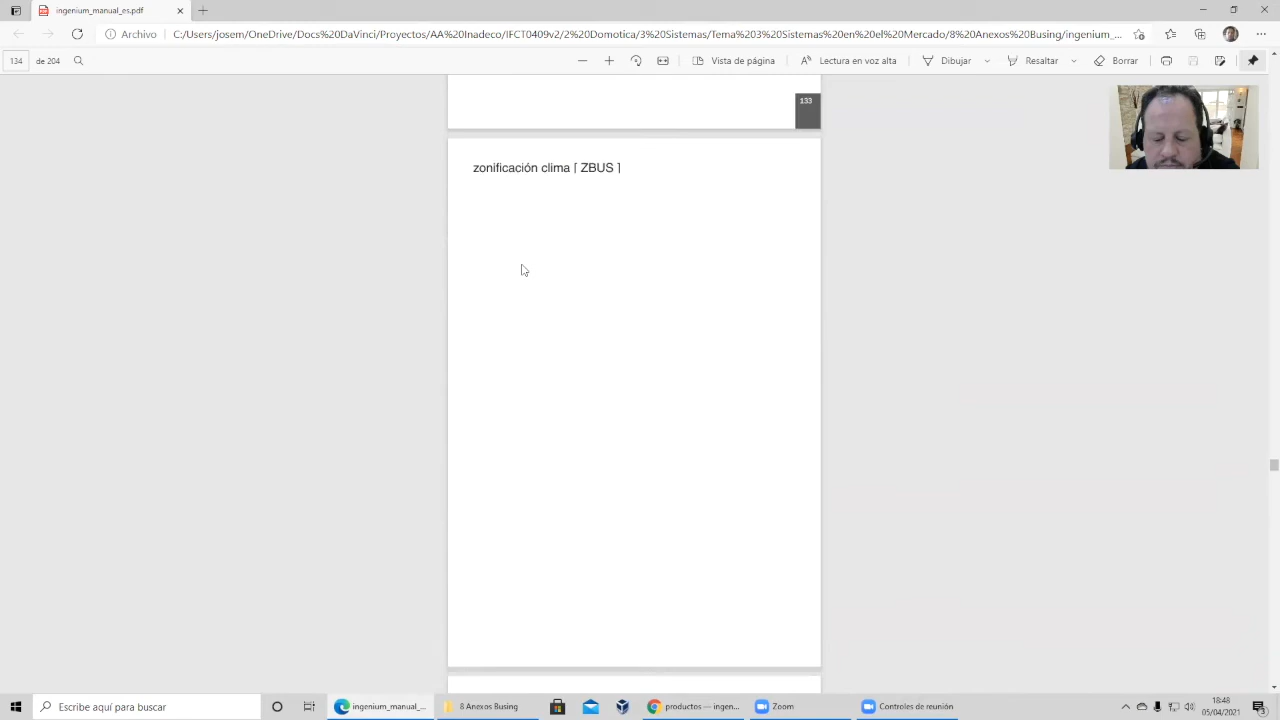 ingenium_manual_es.pdf
Archivo
C:/Users/josem/OneDrive/Docs%20DaVinci/Proyectos/AA%20Inadeco/IFCT0409v2/2%20Domotica/3%20Sistemas/Tema%203%20Sistemas%20en%20el%20Mercado/8%20Anexos%20Busing/ingenium_...
134 de 204
Vista de página
Lectura en voz alta
Dibujar
Resaltar
Borrar
133
zonificación clima [ ZBUS ]
Escribe aquí para buscar
ingenium_manual_...
8 Anexos Busing
productos — ingen...
Zoom
Controles de reunión
18:48
05/04/2021